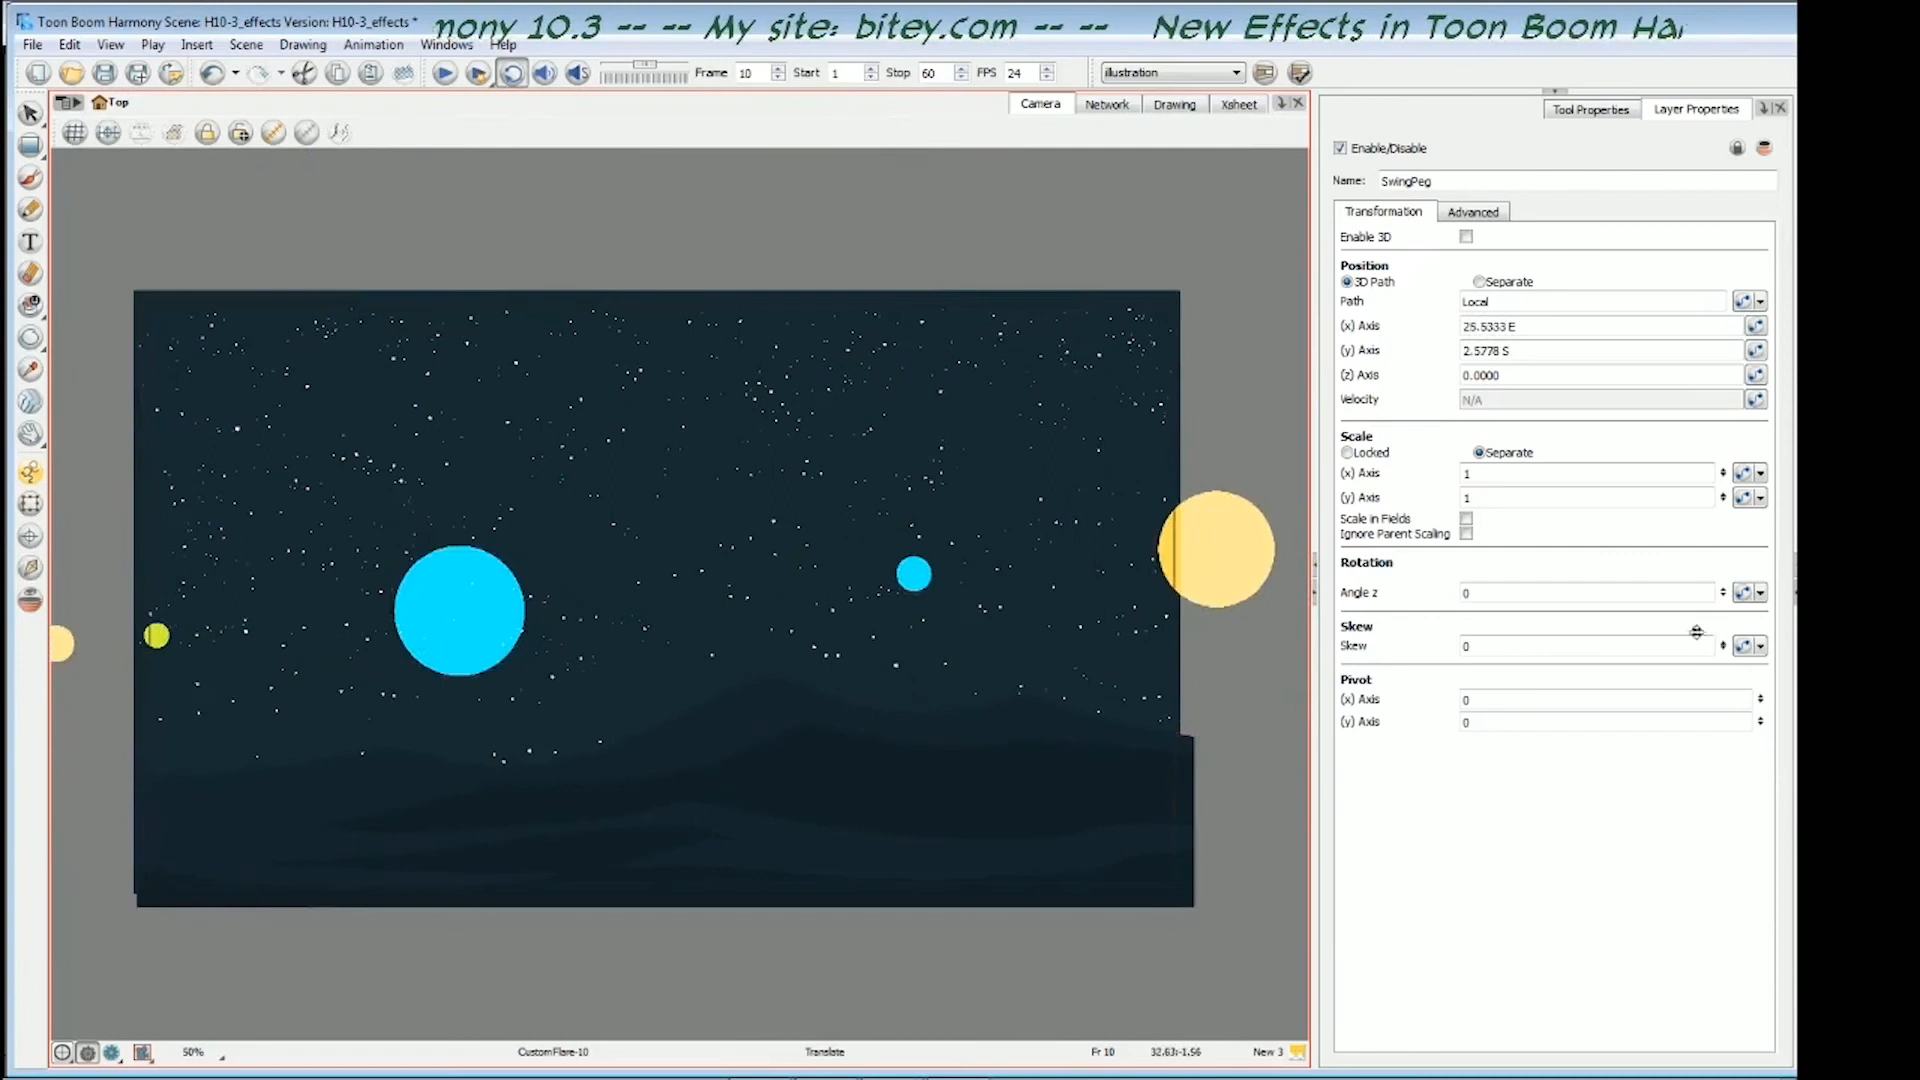 Toon Boom Harmony Scene: H10-3_effects Version: H10-3_effects *
mony 10.3 -- -- My site: bitey.com -- -- New Effects in Toon Boom Har
File Edit View Play Insert Scene Drawing Animation Windows Help
Frame 10 Start 1 Stop 60 FPS 24 illustration
Top
Camera Network Drawing Xsheet
Tool Properties Layer Properties
Enable/Disable
Name: SwingPeg
Transformation Advanced
Enable 3D
Position
3D Path Separate
Path Local
(x) Axis 25.5333 E
(y) Axis 2.5778 S
(z) Axis 0.0000
Velocity N/A
Scale
Locked Separate
(x) Axis 1
(y) Axis 1
Scale in Fields
Ignore Parent Scaling
Rotation
Angle z 0
Skew
Skew 0
Pivot
(x) Axis 0
(y) Axis 0
50% CustomFlare-10 Translate Fr 10 32.63:-1.56 New 3